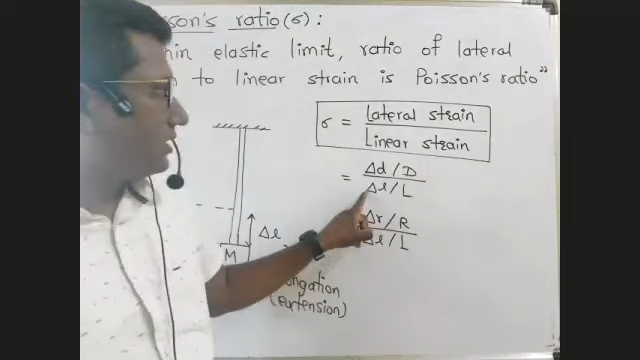 sson's ratio (σ) :
hin elastic limit, ratio of lateral
n to linear strain is Poisson's ratio"
σ = lateral strain
Linear strain
= Δd / D
Δl / L
Δr / R
Δl / L
Δl
M
ongation
(extension)